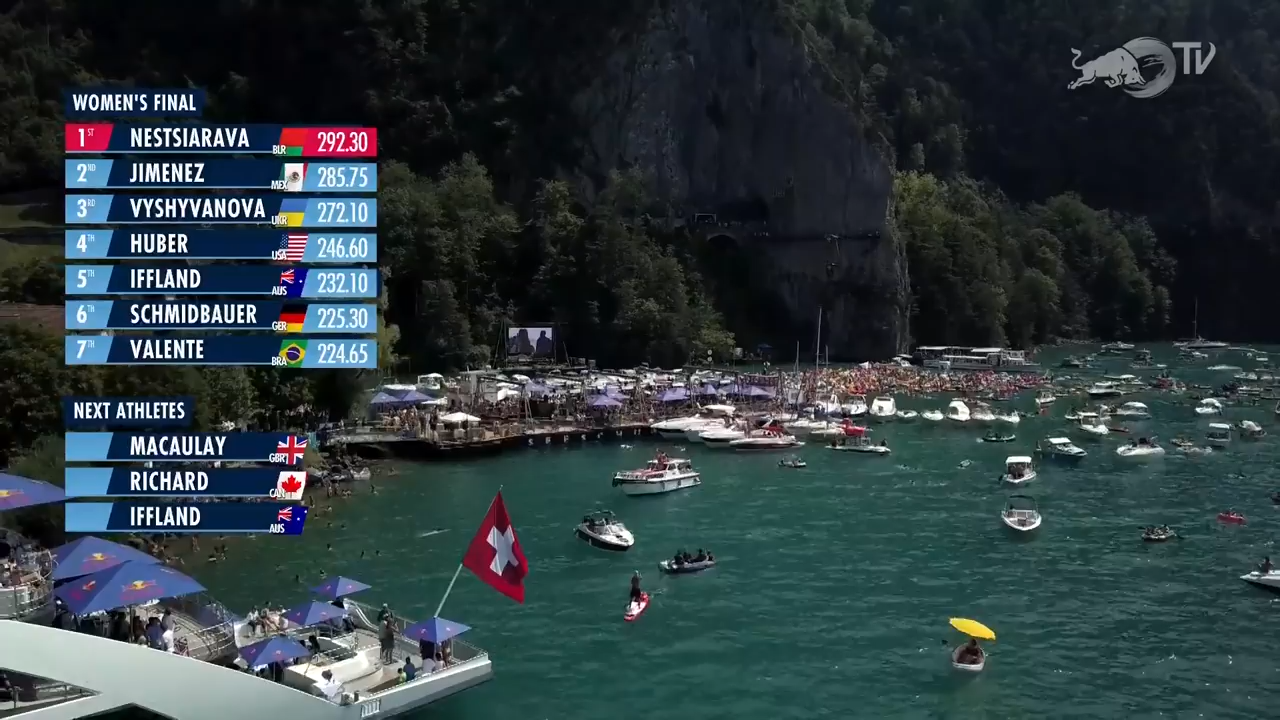 TV
WOMEN'S FINAL
1ST NESTSIARAVA BLR 292.30
2ND JIMENEZ MEX 285.75
3RD VYSHYVANOVA UKR 272.10
4TH HUBER USA 246.60
5TH IFFLAND AUS 232.10
6TH SCHMIDBAUER GER 225.30
7TH VALENTE BRA 224.65
NEXT ATHLETES
MACAULAY GBR
RICHARD CAN
IFFLAND AUS